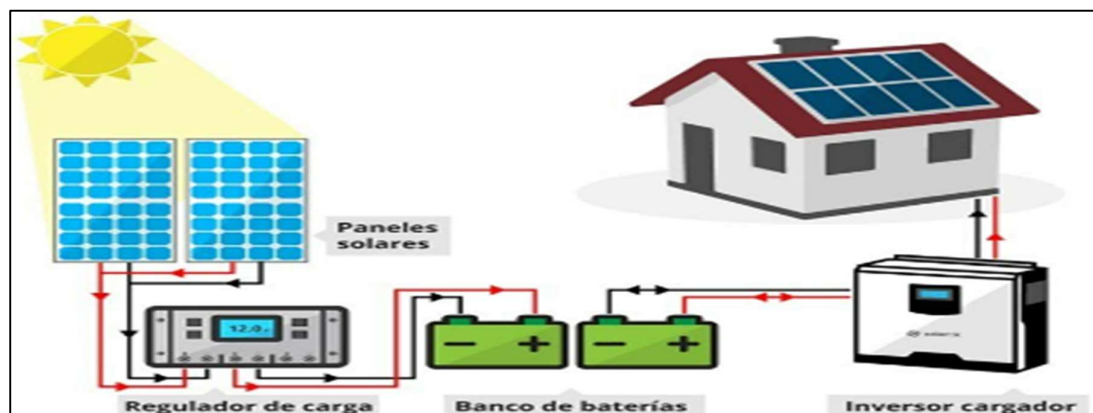 Paneles
solares
12.0
Regulador de carga
Banco de baterías
Inversor cargador